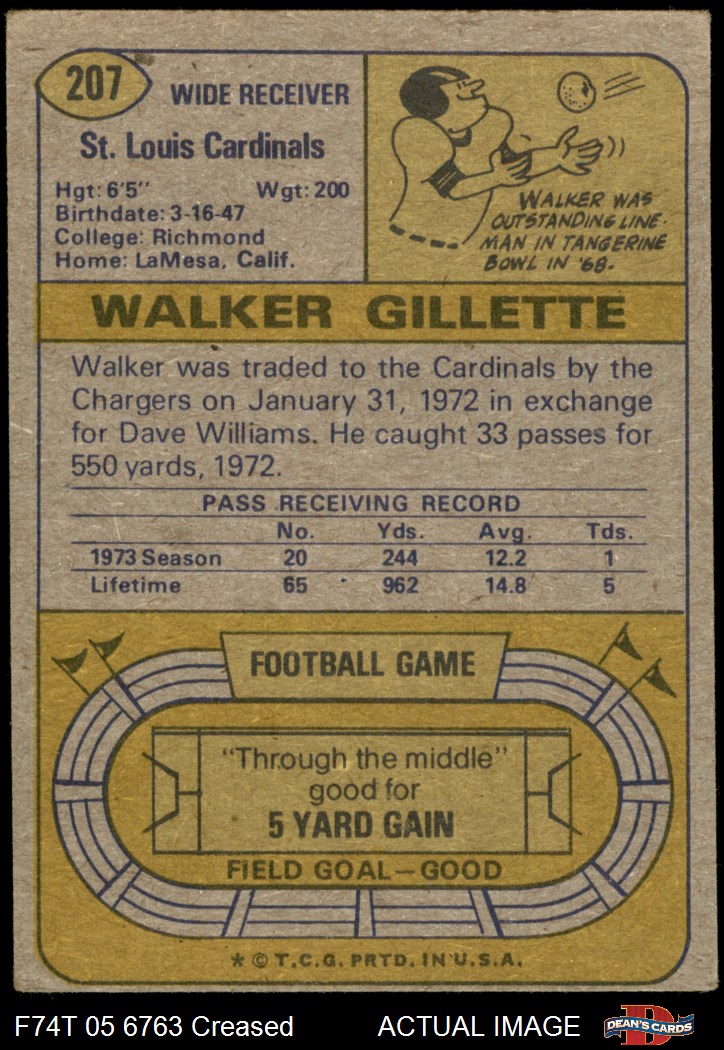 207
WIDE RECEIVER
St. Louis Cardinals
Hgt: 6'5" Wgt: 200
Birthdate: 3-16-47
College: Richmond
Home: LaMesa, Calif.
WALKER WAS
OUTSTANDING LINE-
MAN IN TANGERINE
BOWL IN '68.
WALKER GILLETTE
Walker was traded to the Cardinals by the
Chargers on January 31, 1972 in exchange
for Dave Williams. He caught 33 passes for
550 yards, 1972.
PASS RECEIVING RECORD
No. Yds. Avg. Tds.
1973 Season 20 244 12.2 1
Lifetime 65 962 14.8 5
FOOTBALL GAME
"Through the middle"
good for
5 YARD GAIN
FIELD GOAL—GOOD
* © T.C.G. PRTD. IN U.S.A.
F74T 05 6763 Creased ACTUAL IMAGE DEAN'S CARDS